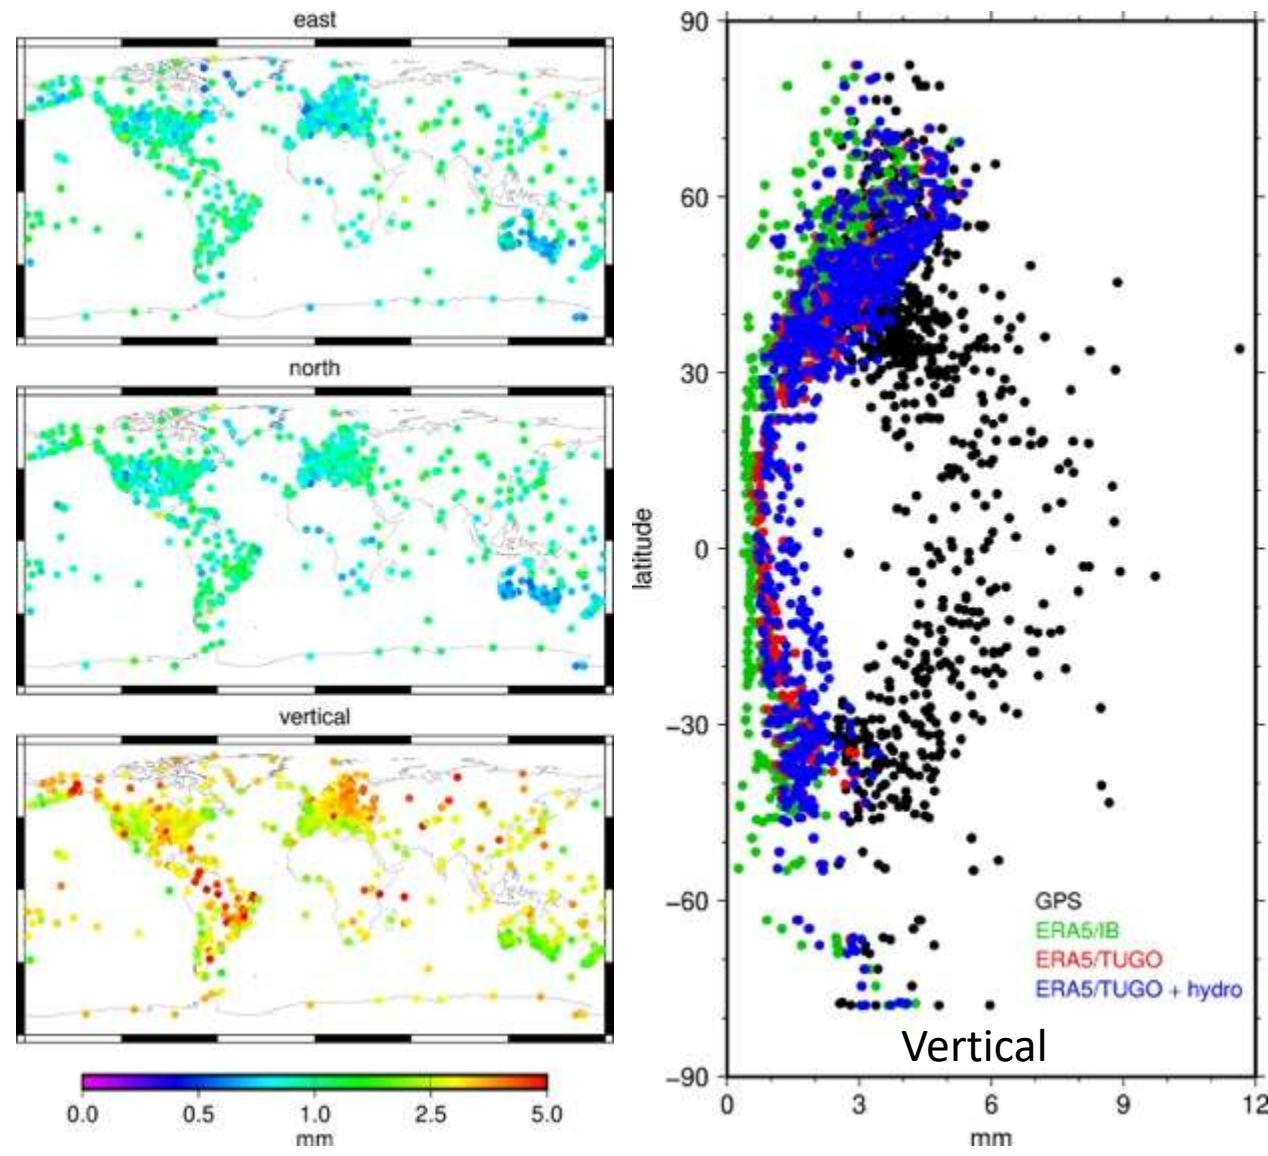 east
north
vertical
0.0 0.5 1.0 2.5 5.0
mm
90
60
30
0
−30
−60
−90
latitude
GPS
ERA5/IB
ERA5/TUGO
ERA5/TUGO + hydro
Vertical
0 3 6 9 12
mm